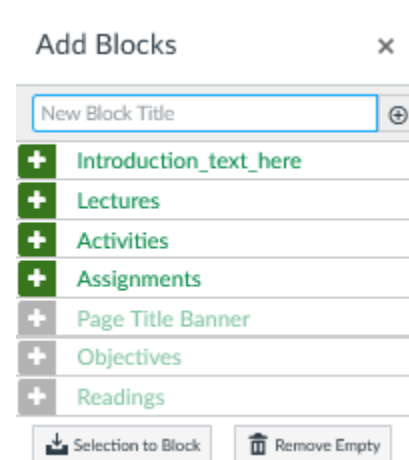 Add Blocks
New Block Title
Introduction_text_here
Lectures
Activities
Assignments
Page Title Banner
Objectives
Readings
Selection to Block Remove Empty